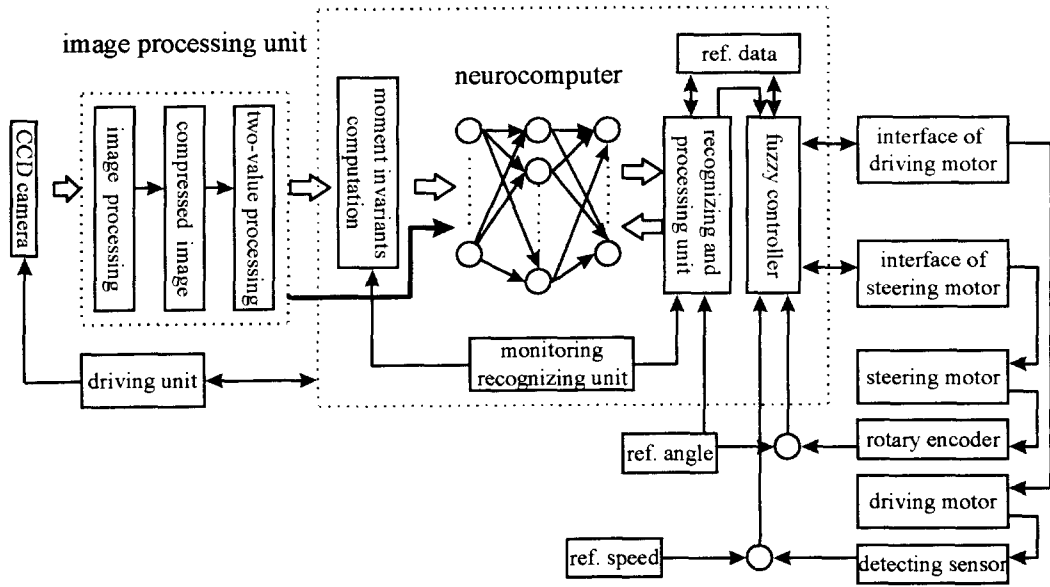 image processing unit
neurocomputer
CCD camera
image processing
compressed image
two-value processing
moment invariants
computation
ref. data
recognizing and
processing unit
fuzzy controller
interface of
driving motor
interface of
steering motor
driving unit
monitoring
recognizing unit
steering motor
ref. angle
rotary encoder
driving motor
ref. speed
detecting sensor